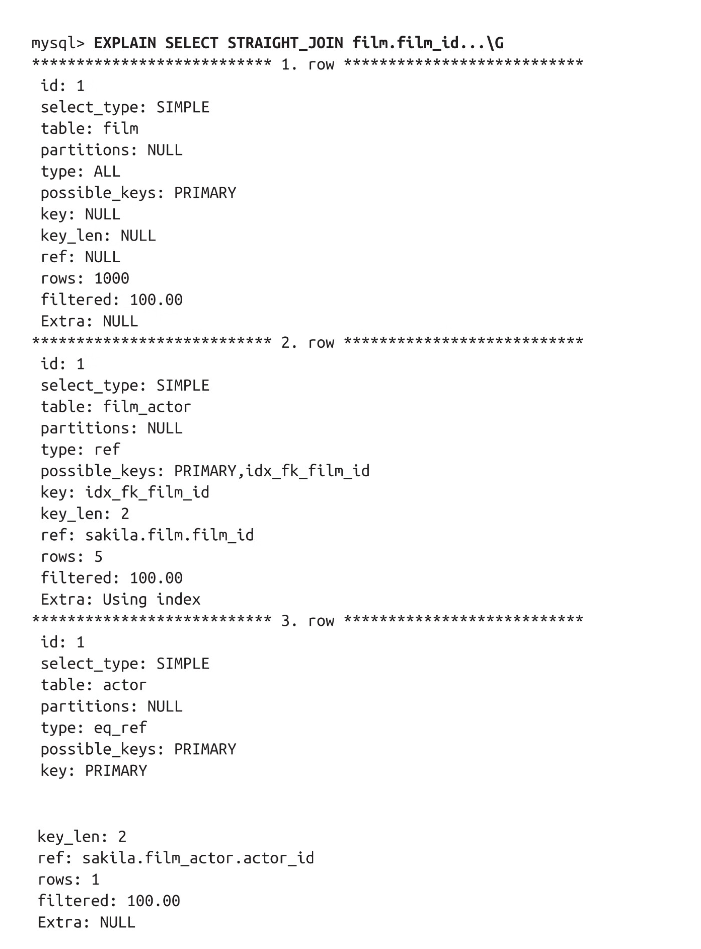 mysql> EXPLAIN SELECT STRAIGHT_JOIN film.film_id...\G
*************************** 1. row ***************************
id: 1
select_type: SIMPLE
table: film
partitions: NULL
type: ALL
possible_keys: PRIMARY
key: NULL
key_len: NULL
ref: NULL
rows: 1000
filtered: 100.00
Extra: NULL
*************************** 2. row ***************************
id: 1
select_type: SIMPLE
table: film_actor
partitions: NULL
type: ref
possible_keys: PRIMARY,idx_fk_film_id
key: idx_fk_film_id
key_len: 2
ref: sakila.film.film_id
rows: 5
filtered: 100.00
Extra: Using index
*************************** 3. row ***************************
id: 1
select_type: SIMPLE
table: actor
partitions: NULL
type: eq_ref
possible_keys: PRIMARY
key: PRIMARY
key_len: 2
ref: sakila.film_actor.actor_id
rows: 1
filtered: 100.00
Extra: NULL